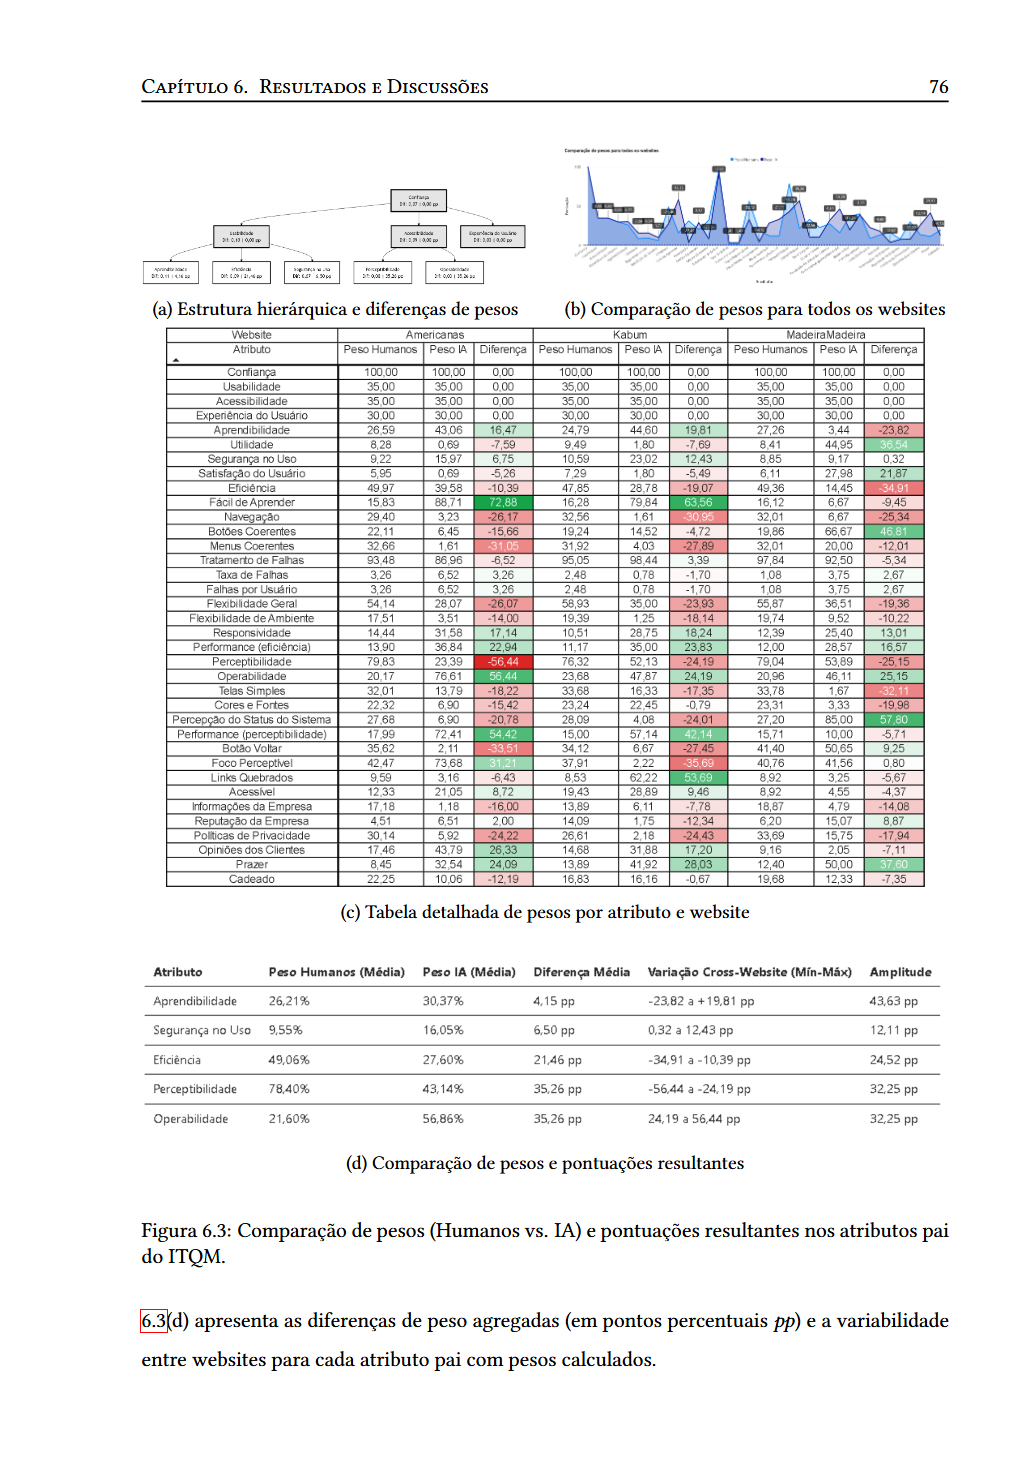 CAPÍTULO 6. RESULTADOS E DISCUSSÕES 76
Confiança
Usabilidade Acessibilidade Experiência do Usuário
Aprendibilidade Eficiência Segurança no Uso Perceptibilidade Operabilidade
Comparação de pesos para todos os websites
(a) Estrutura hierárquica e diferenças de pesos (b) Comparação de pesos para todos os websites
Website Americanas Kabum MadeiraMadeira
Atributo Peso Humanos Peso IA Diferença Peso Humanos Peso IA Diferença Peso Humanos Peso IA Diferença
Confiança 100,00 100,00 0,00 100,00 100,00 0,00 100,00 100,00 0,00
Usabilidade 35,00 35,00 0,00 35,00 35,00 0,00 35,00 35,00 0,00
Acessibilidade 35,00 35,00 0,00 35,00 35,00 0,00 35,00 35,00 0,00
Experiência do Usuário 30,00 30,00 0,00 30,00 30,00 0,00 30,00 30,00 0,00
Aprendibilidade 26,59 43,06 16,47 24,79 44,60 19,81 27,26 3,44 -23,82
Utilidade 8,28 0,69 -7,59 9,49 1,80 -7,69 8,41 44,95 36,54
Segurança no Uso 9,22 15,97 6,75 10,59 23,02 12,43 8,85 9,17 0,32
Satisfação do Usuário 5,95 0,69 -5,26 7,29 1,80 -5,49 6,11 27,98 21,87
Eficiência 49,97 39,58 -10,39 47,85 28,78 -19,07 49,36 14,45 -34,91
Fácil de Aprender 15,83 88,71 72,88 16,28 79,84 63,56 16,12 6,67 -9,45
Navegação 29,40 3,23 -26,17 32,56 1,61 -30,95 32,01 6,67 -25,34
Botões Coerentes 22,11 6,45 -15,66 19,24 14,52 -4,72 19,86 66,67 46,81
Menus Coerentes 32,66 1,61 -31,05 31,92 4,03 -27,89 32,01 20,00 -12,01
Tratamento de Falhas 93,48 86,96 -6,52 95,05 98,44 3,39 97,84 92,50 -5,34
Taxa de Falhas 3,26 6,52 3,26 2,48 0,78 -1,70 1,08 3,75 2,67
Falhas por Usuário 3,26 6,52 3,26 2,48 0,78 -1,70 1,08 3,75 2,67
Flexibilidade Geral 54,14 28,07 -26,07 58,93 35,00 -23,93 55,87 36,51 -19,36
Flexibilidade de Ambiente 17,51 3,51 -14,00 19,39 1,25 -18,14 19,74 9,52 -10,22
Responsividade 14,44 31,58 17,14 10,51 28,75 18,24 12,39 25,40 13,01
Performance (eficiência) 13,90 36,84 22,94 11,17 35,00 23,83 12,00 28,57 16,57
Perceptibilidade 79,83 23,39 -56,44 76,32 52,13 -24,19 79,04 53,89 -25,15
Operabilidade 20,17 76,61 56,44 23,68 47,87 24,19 20,96 46,11 25,15
Telas Simples 32,01 13,79 -18,22 33,68 16,33 -17,35 33,78 1,67 -32,11
Cores e Fontes 22,32 6,90 -15,42 23,24 22,45 -0,79 23,31 3,33 -19,98
Percepção do Status do Sistema 27,68 6,90 -20,78 28,09 4,08 -24,01 27,20 85,00 57,80
Performance (perceptibilidade) 17,99 72,41 54,42 15,00 57,14 42,14 15,71 10,00 -5,71
Botão Voltar 35,62 2,11 -33,51 34,12 6,67 -27,45 41,40 50,65 9,25
Foco Perceptível 42,47 73,68 31,21 37,91 2,22 -35,69 40,76 41,56 0,80
Links Quebrados 9,59 3,16 -6,43 8,53 62,22 53,69 8,92 3,25 -5,67
Acessível 12,33 21,05 8,72 19,43 28,89 9,46 8,92 4,55 -4,37
Informações da Empresa 17,18 1,18 -16,00 13,89 6,11 -7,78 18,87 4,79 -14,08
Reputação da Empresa 4,51 6,51 2,00 14,09 1,75 -12,34 6,20 15,07 8,87
Políticas de Privacidade 30,14 5,92 -24,22 26,61 2,18 -24,43 33,69 15,75 -17,94
Opiniões dos Clientes 17,46 43,79 26,33 14,68 31,88 17,20 9,16 2,05 -7,11
Prazer 8,45 32,54 24,09 13,89 41,92 28,03 12,40 50,00 37,60
Cadeado 22,25 10,06 -12,19 16,83 16,16 -0,67 19,68 12,33 -7,35
(c) Tabela detalhada de pesos por atributo e website
Atributo Peso Humanos (Média) Peso IA (Média) Diferença Média Variação Cross-Website (Mín-Máx) Amplitude
Aprendibilidade 26,21% 30,37% 4,15 pp -23,82 a +19,81 pp 43,63 pp
Segurança no Uso 9,55% 16,05% 6,50 pp 0,32 a 12,43 pp 12,11 pp
Eficiência 49,06% 27,60% 21,46 pp -34,91 a -10,39 pp 24,52 pp
Perceptibilidade 78,40% 43,14% 35,26 pp -56,44 a -24,19 pp 32,25 pp
Operabilidade 21,60% 56,86% 35,26 pp 24,19 a 56,44 pp 32,25 pp
(d) Comparação de pesos e pontuações resultantes
Figura 6.3: Comparação de pesos (Humanos vs. IA) e pontuações resultantes nos atributos pai
do ITQM.
6.3(d) apresenta as diferenças de peso agregadas (em pontos percentuais pp) e a variabilidade
entre websites para cada atributo pai com pesos calculados.